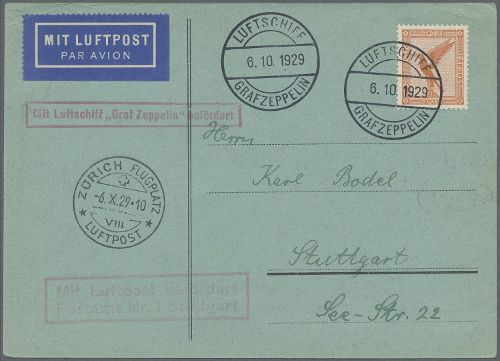 MIT LUFTPOST
PAR AVION
LUFTSCHIFF
6.10.1929
GRAFZEPPELIN
LUFTSCHIFF
6.10.1929
GRAFZEPPELIN
Mit Luftschiff „Graf Zeppelin" befördert
Herrn
ZÜRICH FLUGPLATZ
-6.X.29-10
VIII
LUFTPOST
Karl Bodel
Stuttgart
See-Str. 22
Mit Luftpost befördert
Postamt Nr. 1 Stuttgart